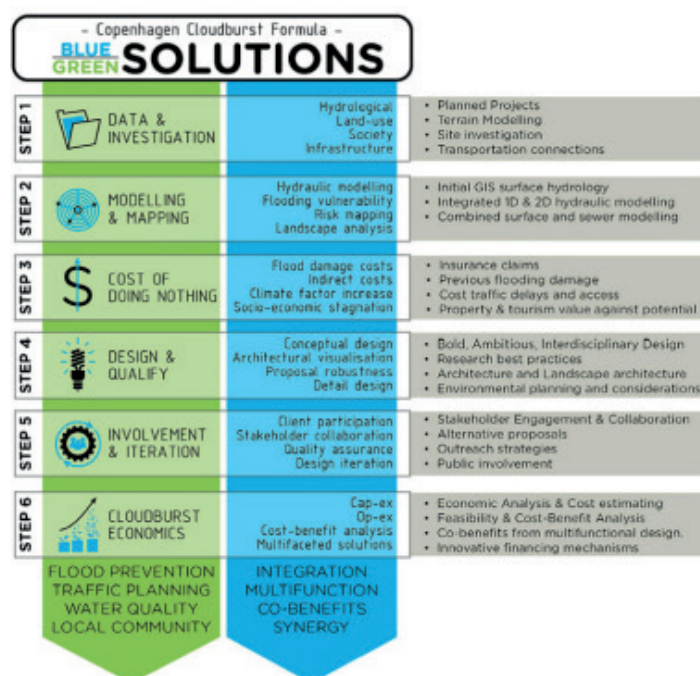 - Copenhagen Cloudburst Formula -
BLUE
GREEN
SOLUTIONS
STEP 1
DATA &
INVESTIGATION
Hydrological
Land-use
Society
Infrastructure
• Planned Projects
• Terrain Modelling
• Site investigation
• Transportation connections
STEP 2
MODELLING
& MAPPING
Hydraulic modelling
Flooding vulnerability
Risk mapping
Landscape analysis
• Initial GIS surface hydrology
• Integrated 1D & 2D hydraulic modelling
• Combined surface and sewer modelling
STEP 3
$
COST OF
DOING NOTHING
Flood damage costs
Indirect costs
Climate factor increase
Socio-economic stagnation
• Insurance claims
• Previous flooding damage
• Cost traffic delays and access
• Property & tourism value against potential
STEP 4
DESIGN &
QUALIFY
Conceptual design
Architectural visualisation
Proposal robustness
Detail design
• Bold, Ambitious, Interdisciplinary Design
• Research best practices
• Architecture and Landscape architecture
• Environmental planning and considerations
STEP 5
INVOLVEMENT
& ITERATION
Client participation
Stakeholder collaboration
Quality assurance
Design iteration
• Stakeholder Engagement & Collaboration
• Alternative proposals
• Outreach strategies
• Public involvement
STEP 6
CLOUDBURST
ECONOMICS
Cap-ex
Op-ex
Cost-benefit analysis
Multifaceted solutions
• Economic Analysis & Cost estimating
• Feasibility & Cost-Benefit Analysis
• Co-benefits from multifunctional design.
• Innovative financing mechanisms
FLOOD PREVENTION
TRAFFIC PLANNING
WATER QUALITY
LOCAL COMMUNITY
INTEGRATION
MULTIFUNCTION
CO-BENEFITS
SYNERGY